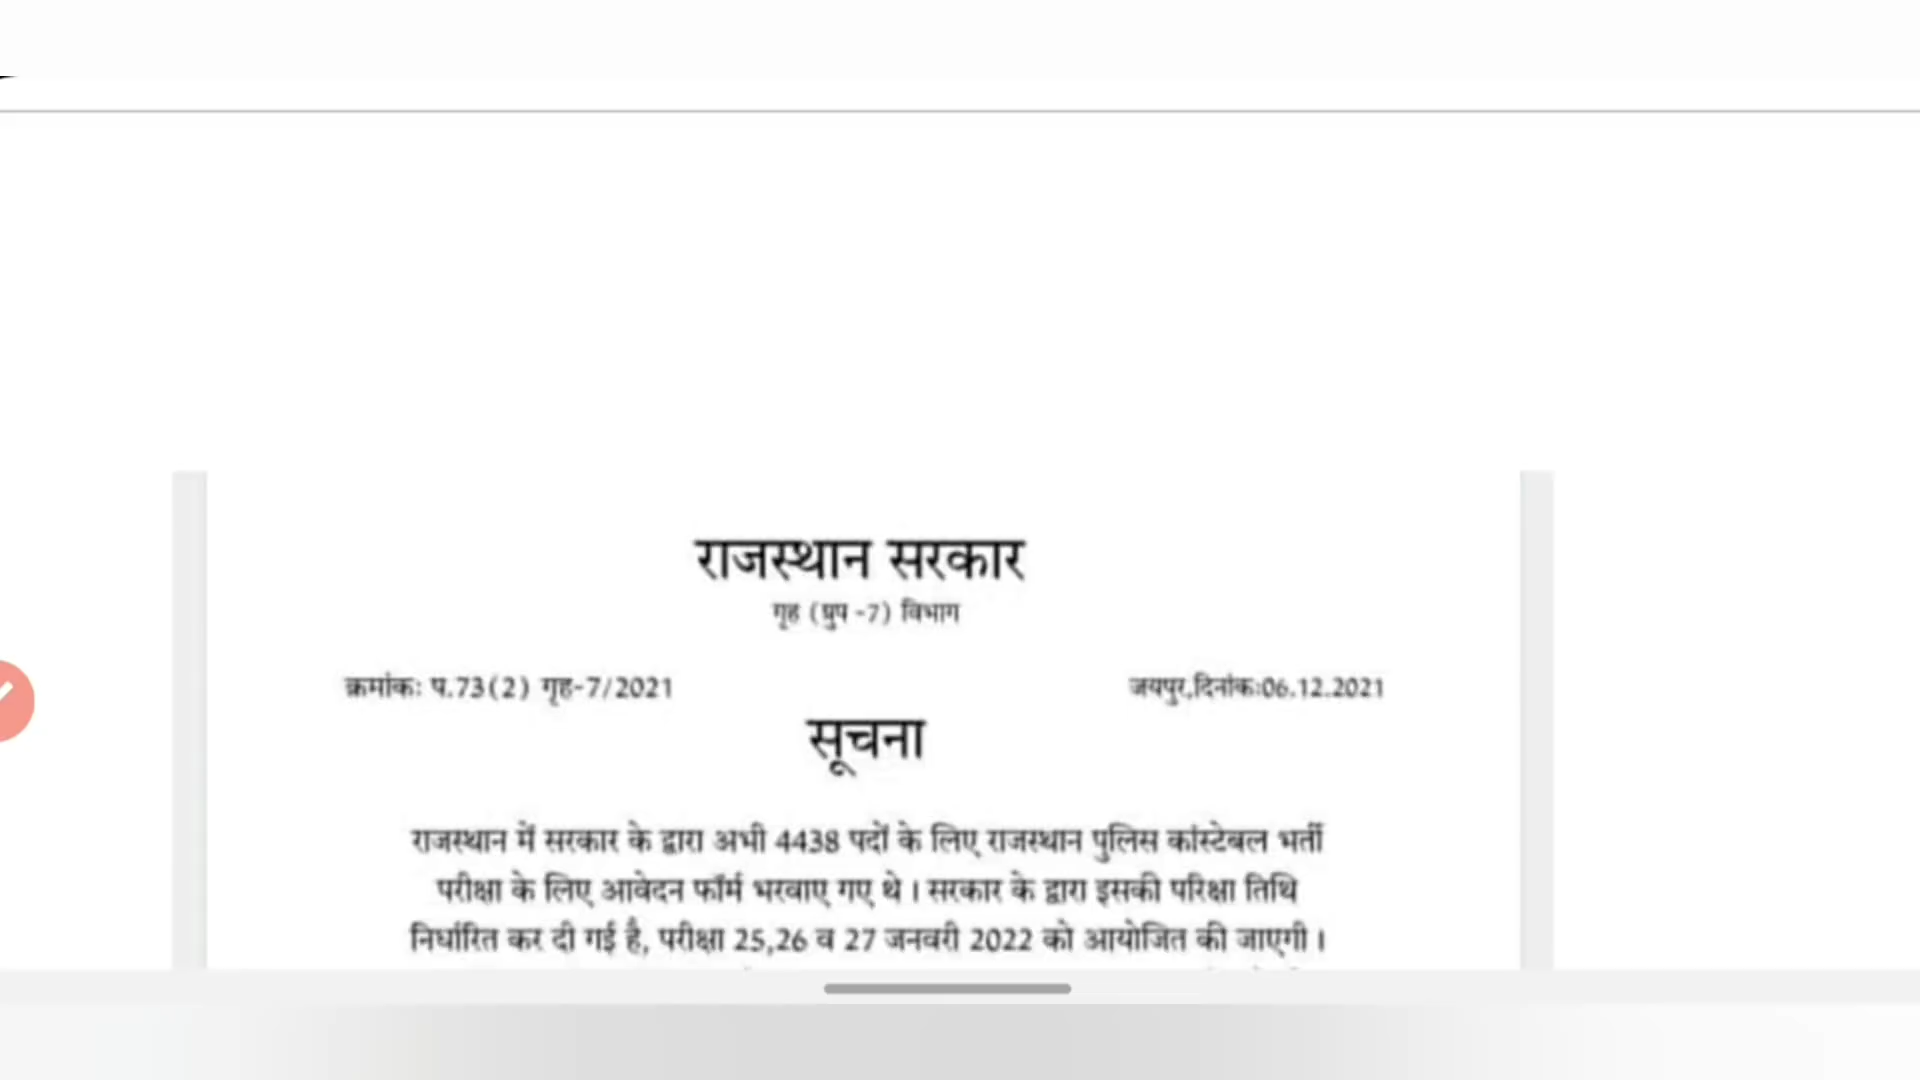 राजस्थान सरकार
गृह (ग्रुप -7) विभाग
क्रमांकः प.73(2) गृह-7/2021
जयपुर,दिनांकः06.12.2021
सूचना
राजस्थान में सरकार के द्वारा अभी 4438 पदों के लिए राजस्थान पुलिस कांस्टेबल भर्ती
परीक्षा के लिए आवेदन फॉर्म भरवाए गए थे । सरकार के द्वारा इसकी परिक्षा तिथि
निर्धारित कर दी गई है, परीक्षा 25,26 व 27 जनवरी 2022 को आयोजित की जाएगी ।